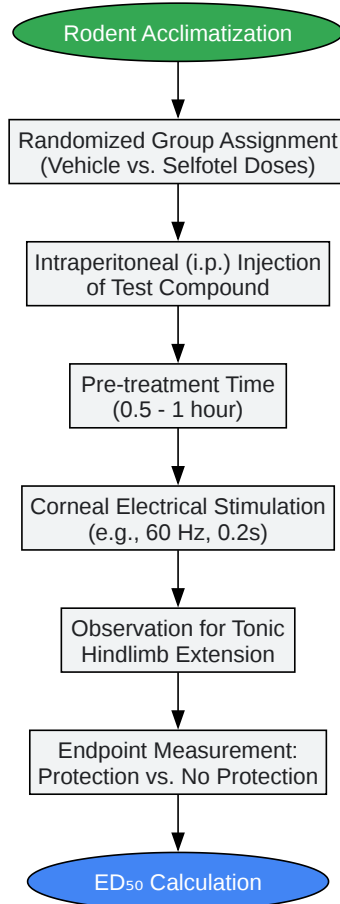 Rodent Acclimatization
Randomized Group Assignment
(Vehicle vs. Selfotel Doses)
Intraperitoneal (i.p.) Injection
of Test Compound
Pre-treatment Time
(0.5 - 1 hour)
Corneal Electrical Stimulation
(e.g., 60 Hz, 0.2s)
Observation for Tonic
Hindlimb Extension
Endpoint Measurement:
Protection vs. No Protection
ED₅₀ Calculation